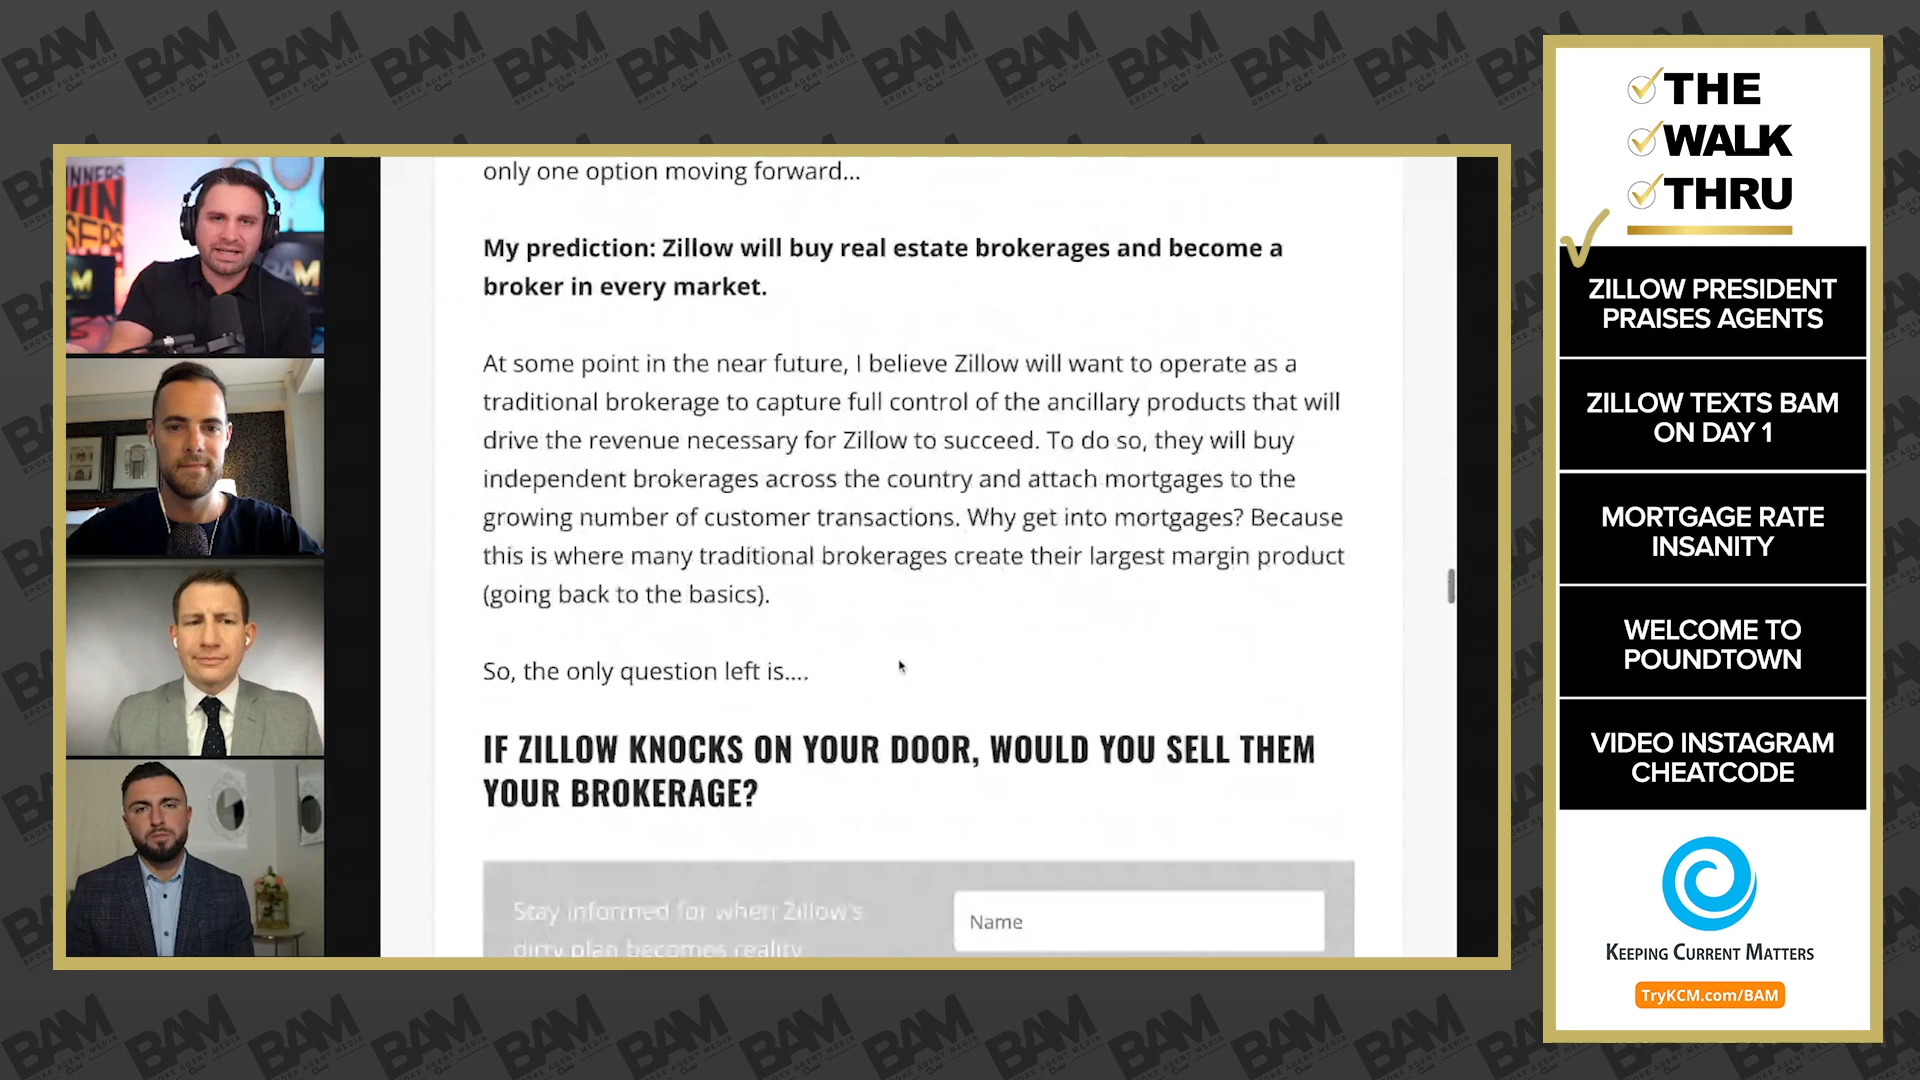 only one option moving forward...
My prediction: Zillow will buy real estate brokerages and become a
broker in every market.
At some point in the near future, I believe Zillow will want to operate as a
traditional brokerage to capture full control of the ancillary products that will
drive the revenue necessary for Zillow to succeed. To do so, they will buy
independent brokerages across the country and attach mortgages to the
growing number of customer transactions. Why get into mortgages? Because
this is where many traditional brokerages create their largest margin product
(going back to the basics).
So, the only question left is....
IF ZILLOW KNOCKS ON YOUR DOOR, WOULD YOU SELL THEM
YOUR BROKERAGE?
Stay informed for when Zillow's
dirty plan becomes reality
Name
THE
WALK
THRU
ZILLOW PRESIDENT
PRAISES AGENTS
ZILLOW TEXTS BAM
ON DAY 1
MORTGAGE RATE
INSANITY
WELCOME TO
POUNDTOWN
VIDEO INSTAGRAM
CHEATCODE
KEEPING CURRENT MATTERS
TryKCM.com/BAM
BAM
BROKE AGENT MEDIA